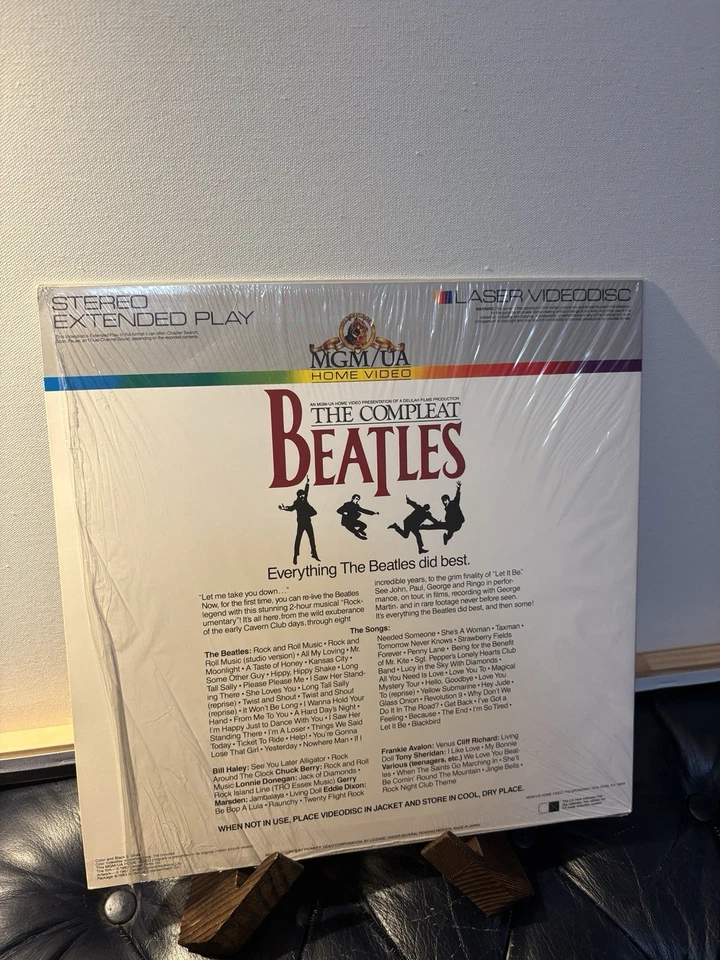 STEREO
EXTENDED PLAY
LASER VIDEODISC
MGM/UA
HOME VIDEO
AN MGM-UA HOME VIDEO PRESENTATION OF A DELILAH FILMS PRODUCTION
THE COMPLEAT
BEATLES
Everything The Beatles did best.
"Let me take you down..."
Now, for the first time, you can re-live the Beatles
legend with this stunning 2-hour musical "Rock-
umentary"! It's all here, from the wild exuberance
of the early Cavern Club days, through eight
incredible years, to the grim finality of "Let It Be."
See John, Paul, George and Ringo in perfor-
mance, on tour, in films, recording with George
Martin, and in rare footage never before seen.
It's everything the Beatles did best, and then some!
The Songs:
The Beatles: Rock and Roll Music • Rock and
Roll Music (studio version) • All My Loving • Mr.
Moonlight • A Taste of Honey • Kansas City •
Some Other Guy • Hippy, Hippy Shake • Long
Tall Sally • Please Please Me • I Saw Her Stand-
ing There • She Loves You • Long Tall Sally
(reprise) • Twist and Shout • Twist and Shout
(reprise) • It Won't Be Long • I Wanna Hold Your
Hand • From Me To You • A Hard Day's Night •
I'm Happy Just to Dance With You • I Saw Her
Standing There • I'm A Loser • Things We Said
Today • Ticket To Ride • Help! • You're Gonna
Lose That Girl • Yesterday • Nowhere Man • If I
Needed Someone • She's A Woman • Taxman •
Tomorrow Never Knows • Strawberry Fields
Forever • Penny Lane • Being for the Benefit
of Mr. Kite • Sgt. Pepper's Lonely Hearts Club
Band • Lucy in the Sky With Diamonds •
All You Need Is Love • Love You To • Magical
Mystery Tour • Hello, Goodbye • Love You
To (reprise) • Yellow Submarine • Hey Jude •
Glass Onion • Revolution 9 • Why Don't We
Do It In The Road? • Get Back • I've Got a
Feeling • Because • The End • I'm So Tired •
Let It Be • Blackbird
Bill Haley: See You Later Alligator • Rock
Around The Clock Chuck Berry: Rock and Roll
Music Lonnie Donegan: Jack of Diamonds •
Rock Island Line (TRO Essex Music) Gerry
Marsden: Jambalaya • Living Doll Eddie Dixon:
Be Bop A Lula • Raunchy • Twenty Flight Rock
Frankie Avalon: Venus Cliff Richard: Living
Doll Tony Sheridan: I Like Love • My Bonnie
Various (teenagers, etc.) We Love You Beat-
les • When The Saints Go Marching In • She'll
Be Comin' Round The Mountain • Jingle Bells •
Rock Night Club Theme
WHEN NOT IN USE, PLACE VIDEODISC IN JACKET AND STORE IN COOL, DRY PLACE.